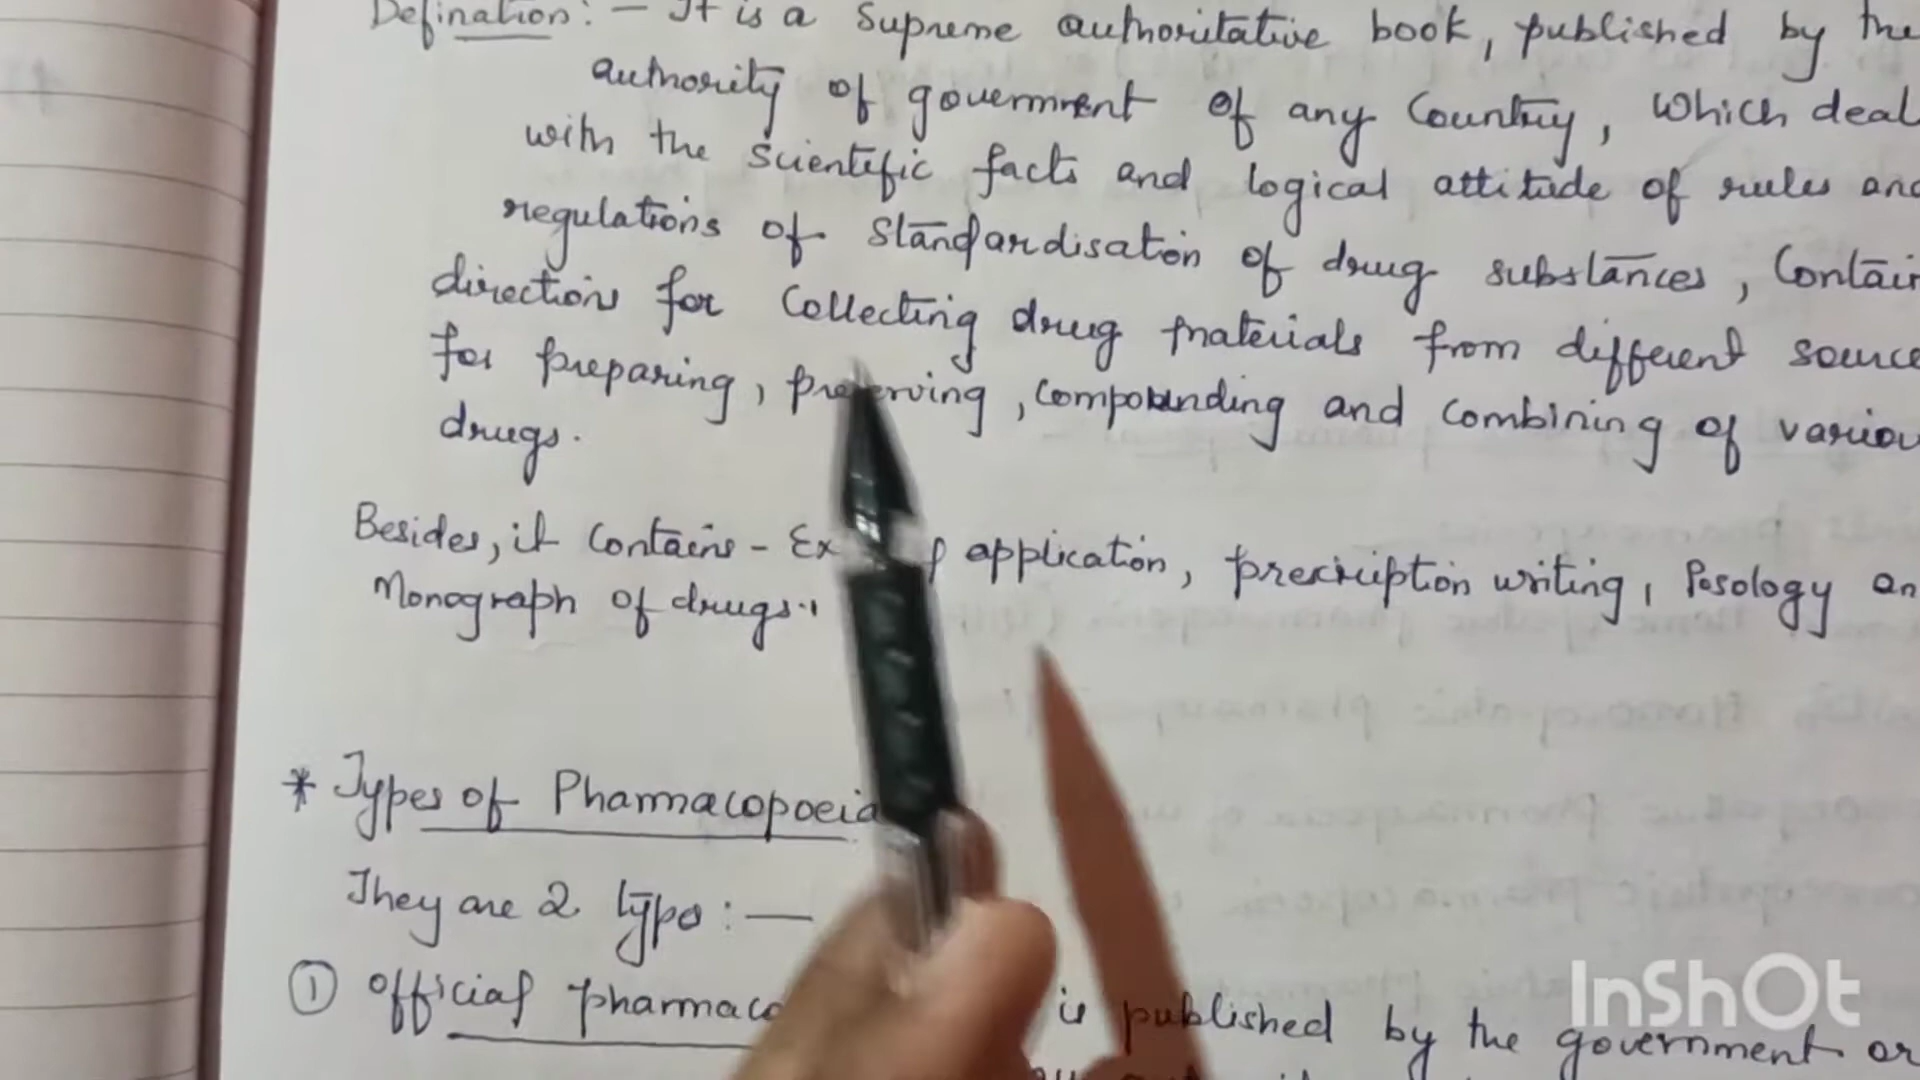 Defination: - It is a Supreme authoritative book, published by the
authority of government of any Country, Which deal
with the scientific facts and logical attitude of rules and
regulations of Standardisation of drug substances, Contain
direction for Collecting drug materials from different source
for preparing, preserving, compounding and combining of variou
drugs.
Besides, it Contains - application, prescription writing, Posology an
Monograph of drugs.
* Types of Pharmacopoeia
They are 2 type: —
① Official pharmaco is published by the government or
InShOt